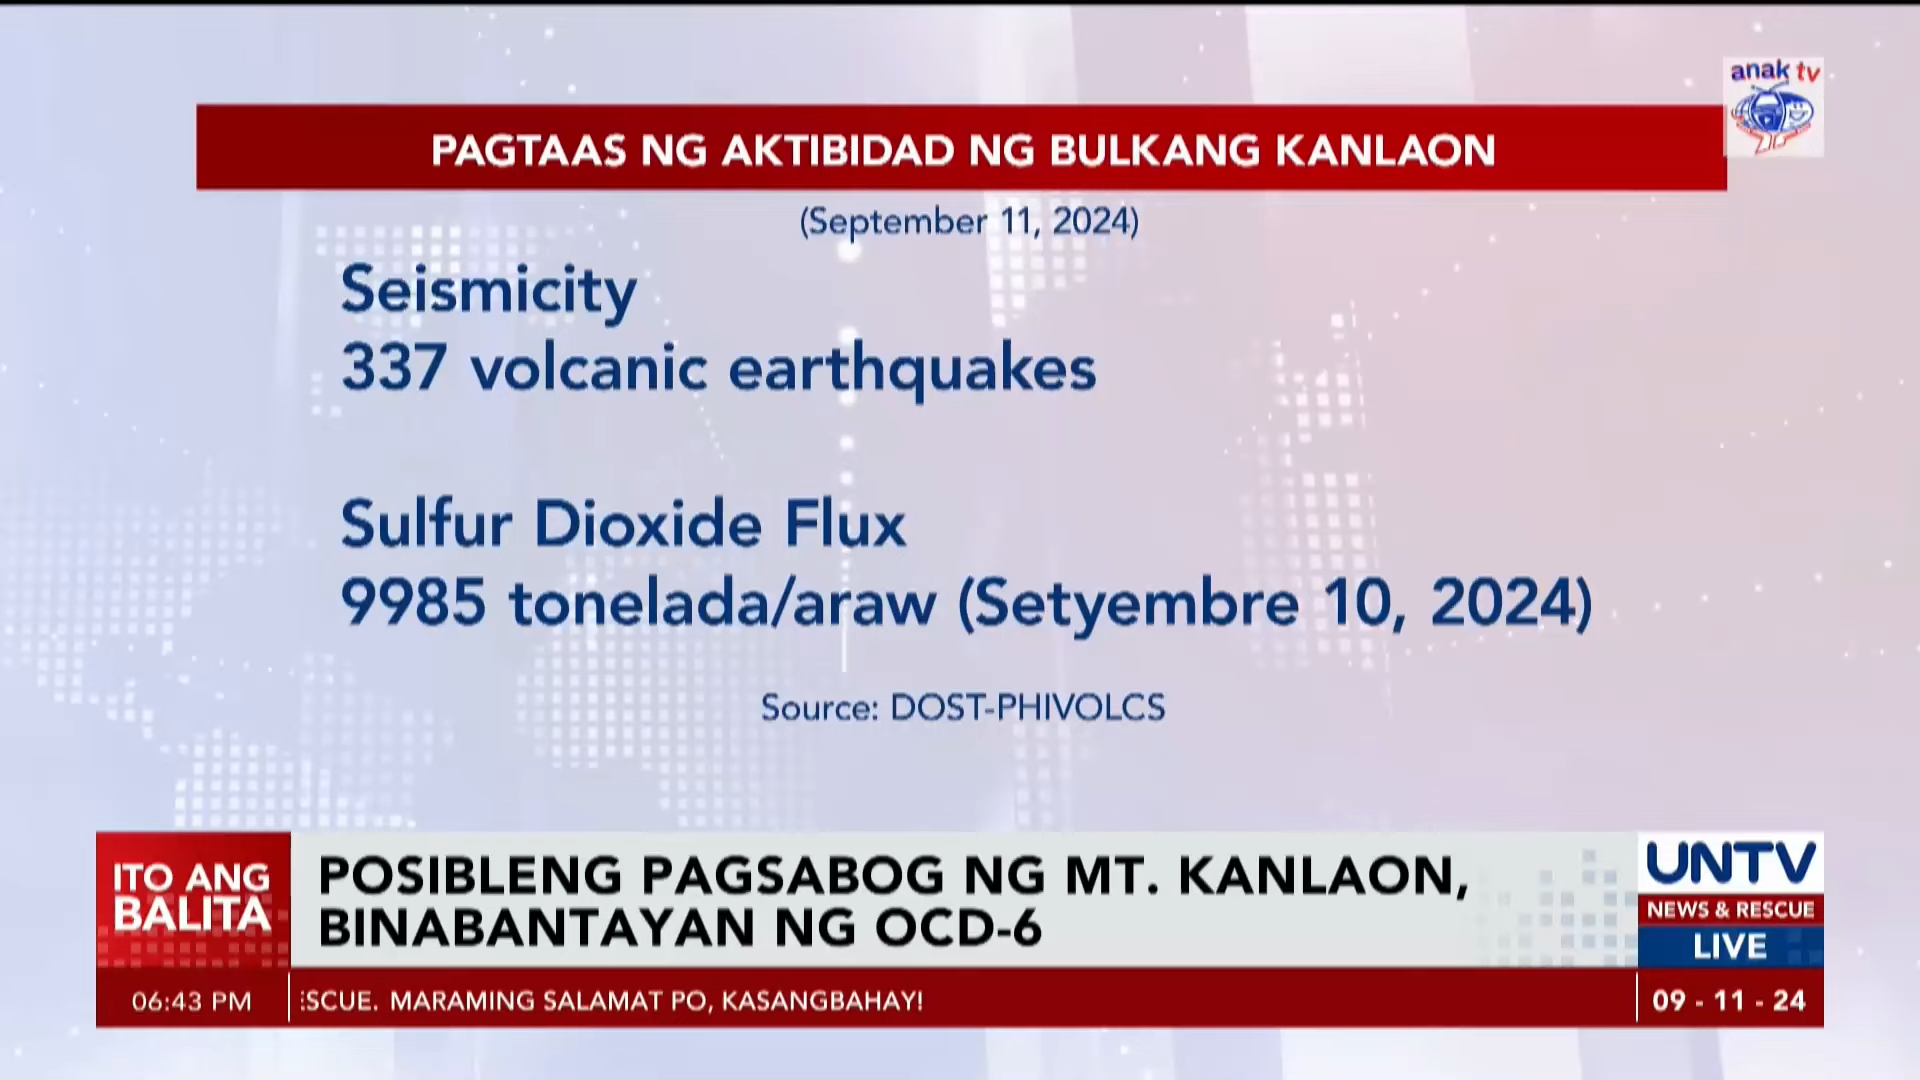 anak tv
PAGTAAS NG AKTIBIDAD NG BULKANG KANLAON
(September 11, 2024)
Seismicity
337 volcanic earthquakes
Sulfur Dioxide Flux
9985 tonelada/araw (Setyembre 10, 2024)
Source: DOST-PHIVOLCS
ITO ANG
BALITA
POSIBLENG PAGSABOG NG MT. KANLAON,
BINABANTAYAN NG OCD-6
UNTV
NEWS & RESCUE
LIVE
06:43 PM
ESCUE. MARAMING SALAMAT PO, KASANGBAHAY!
09 - 11 - 24